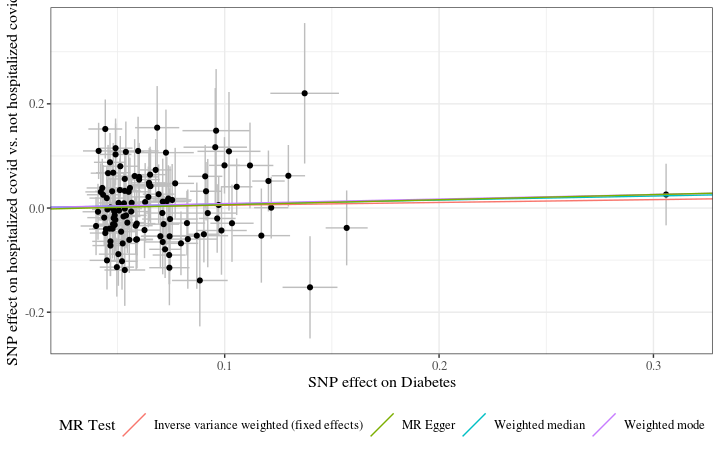 SNP effect on hospitalized covid vs. not hospitalized covid
0.2
0.0
-0.2
0.1
0.2
0.3
SNP effect on Diabetes
MR Test
Inverse variance weighted (fixed effects)
MR Egger
Weighted median
Weighted mode